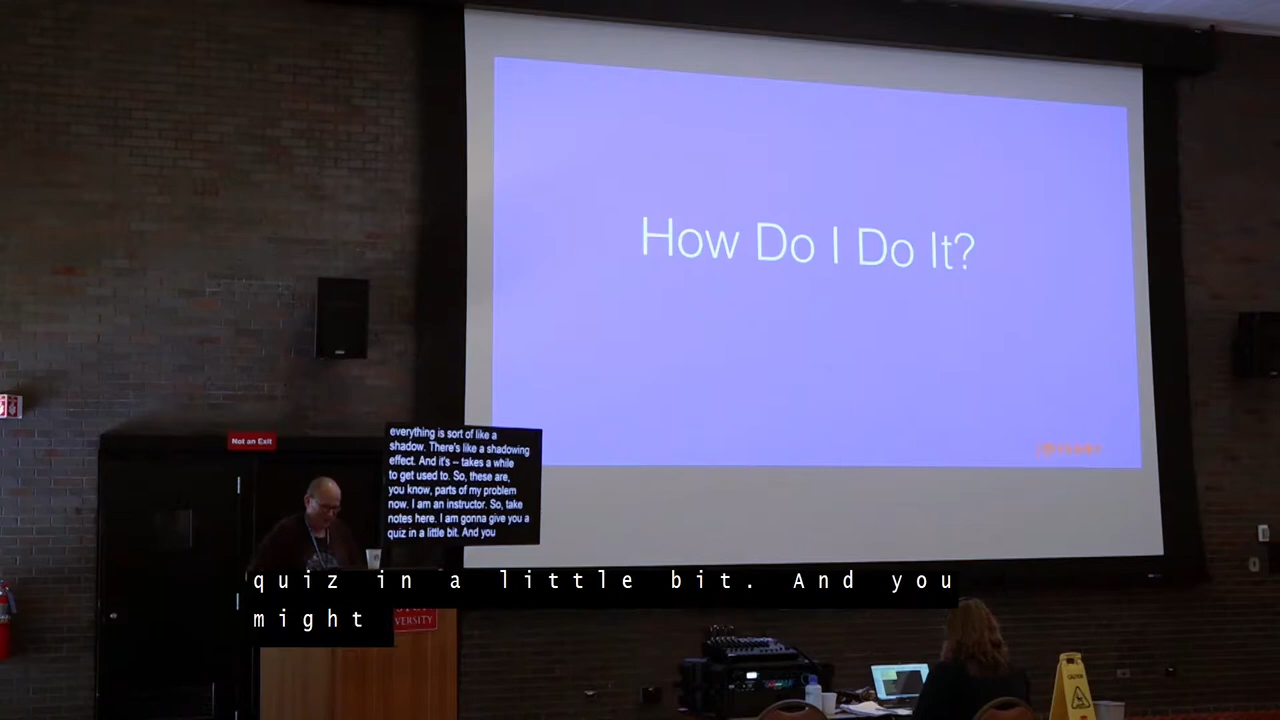 How Do I Do It?
Not an Exit
everything is sort of like a
shadow. There's like a shadowing
effect. And it's – takes a while
to get used to. So, these are,
you know, parts of my problem
now. I am an instructor. So, take
notes here. I am gonna give you a
quiz in a little bit. And you
quiz in a little bit. And you
might
CAUTION